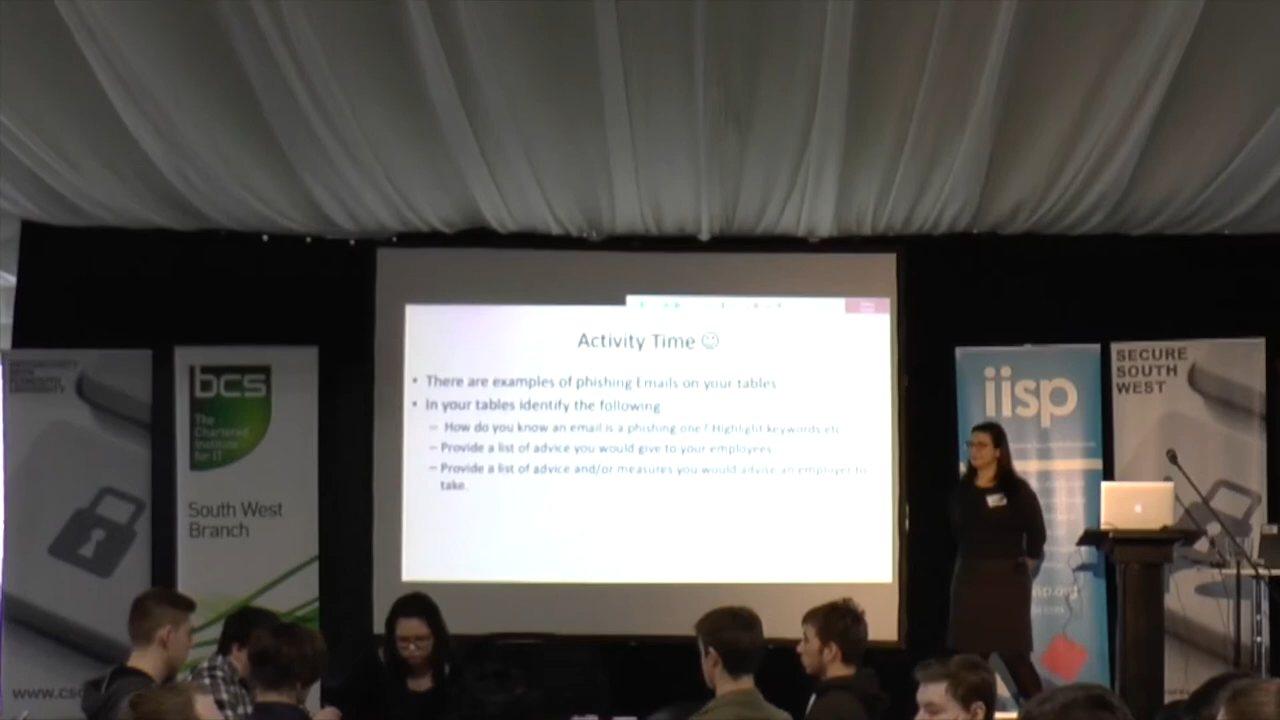 Activity Time ☺
• There are examples of phishing Emails on your tables
• In your tables identify the following
– How do you know an email is a phishing one? Highlight keywords etc
– Provide a list of advice you would give to your employees
– Provide a list of advice and/or measures you would advise an employer to
take.
bcs
The
Chartered
Institute
for IT
South West
Branch
www.cs
iisp
SECURE
SOUTH
WEST